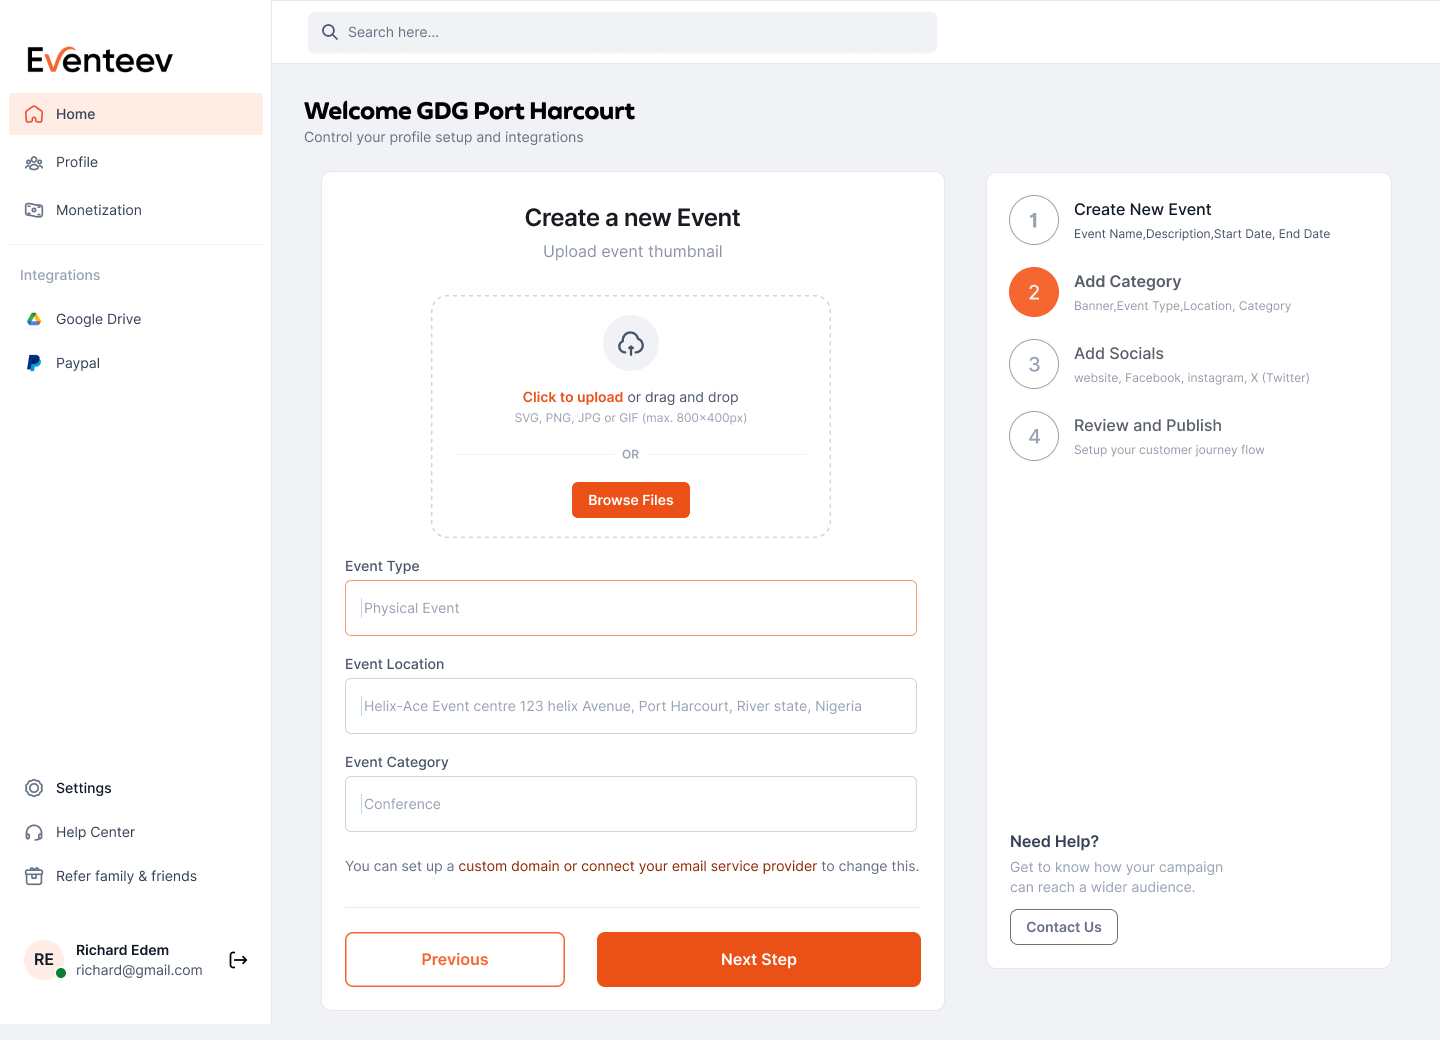 Eventeev
Home
Profile
Monetization
Integrations
Google Drive
Paypal
Settings
Help Center
Refer family & friends
RE
Richard Edem
richard@gmail.com
Search here...
Welcome GDG Port Harcourt
Control your profile setup and integrations
Create a new Event
Upload event thumbnail
Click to upload or drag and drop
SVG, PNG, JPG or GIF (max. 800x400px)
OR
Browse Files
Event Type
Physical Event
Event Location
Helix-Ace Event centre 123 helix Avenue, Port Harcourt, River state, Nigeria
Event Category
Conference
You can set up a custom domain or connect your email service provider to change this.
Previous
Next Step
1
Create New Event
Event Name,Description,Start Date, End Date
2
Add Category
Banner,Event Type,Location, Category
3
Add Socials
website, Facebook, instagram, X (Twitter)
4
Review and Publish
Setup your customer journey flow
Need Help?
Get to know how your campaign
can reach a wider audience.
Contact Us